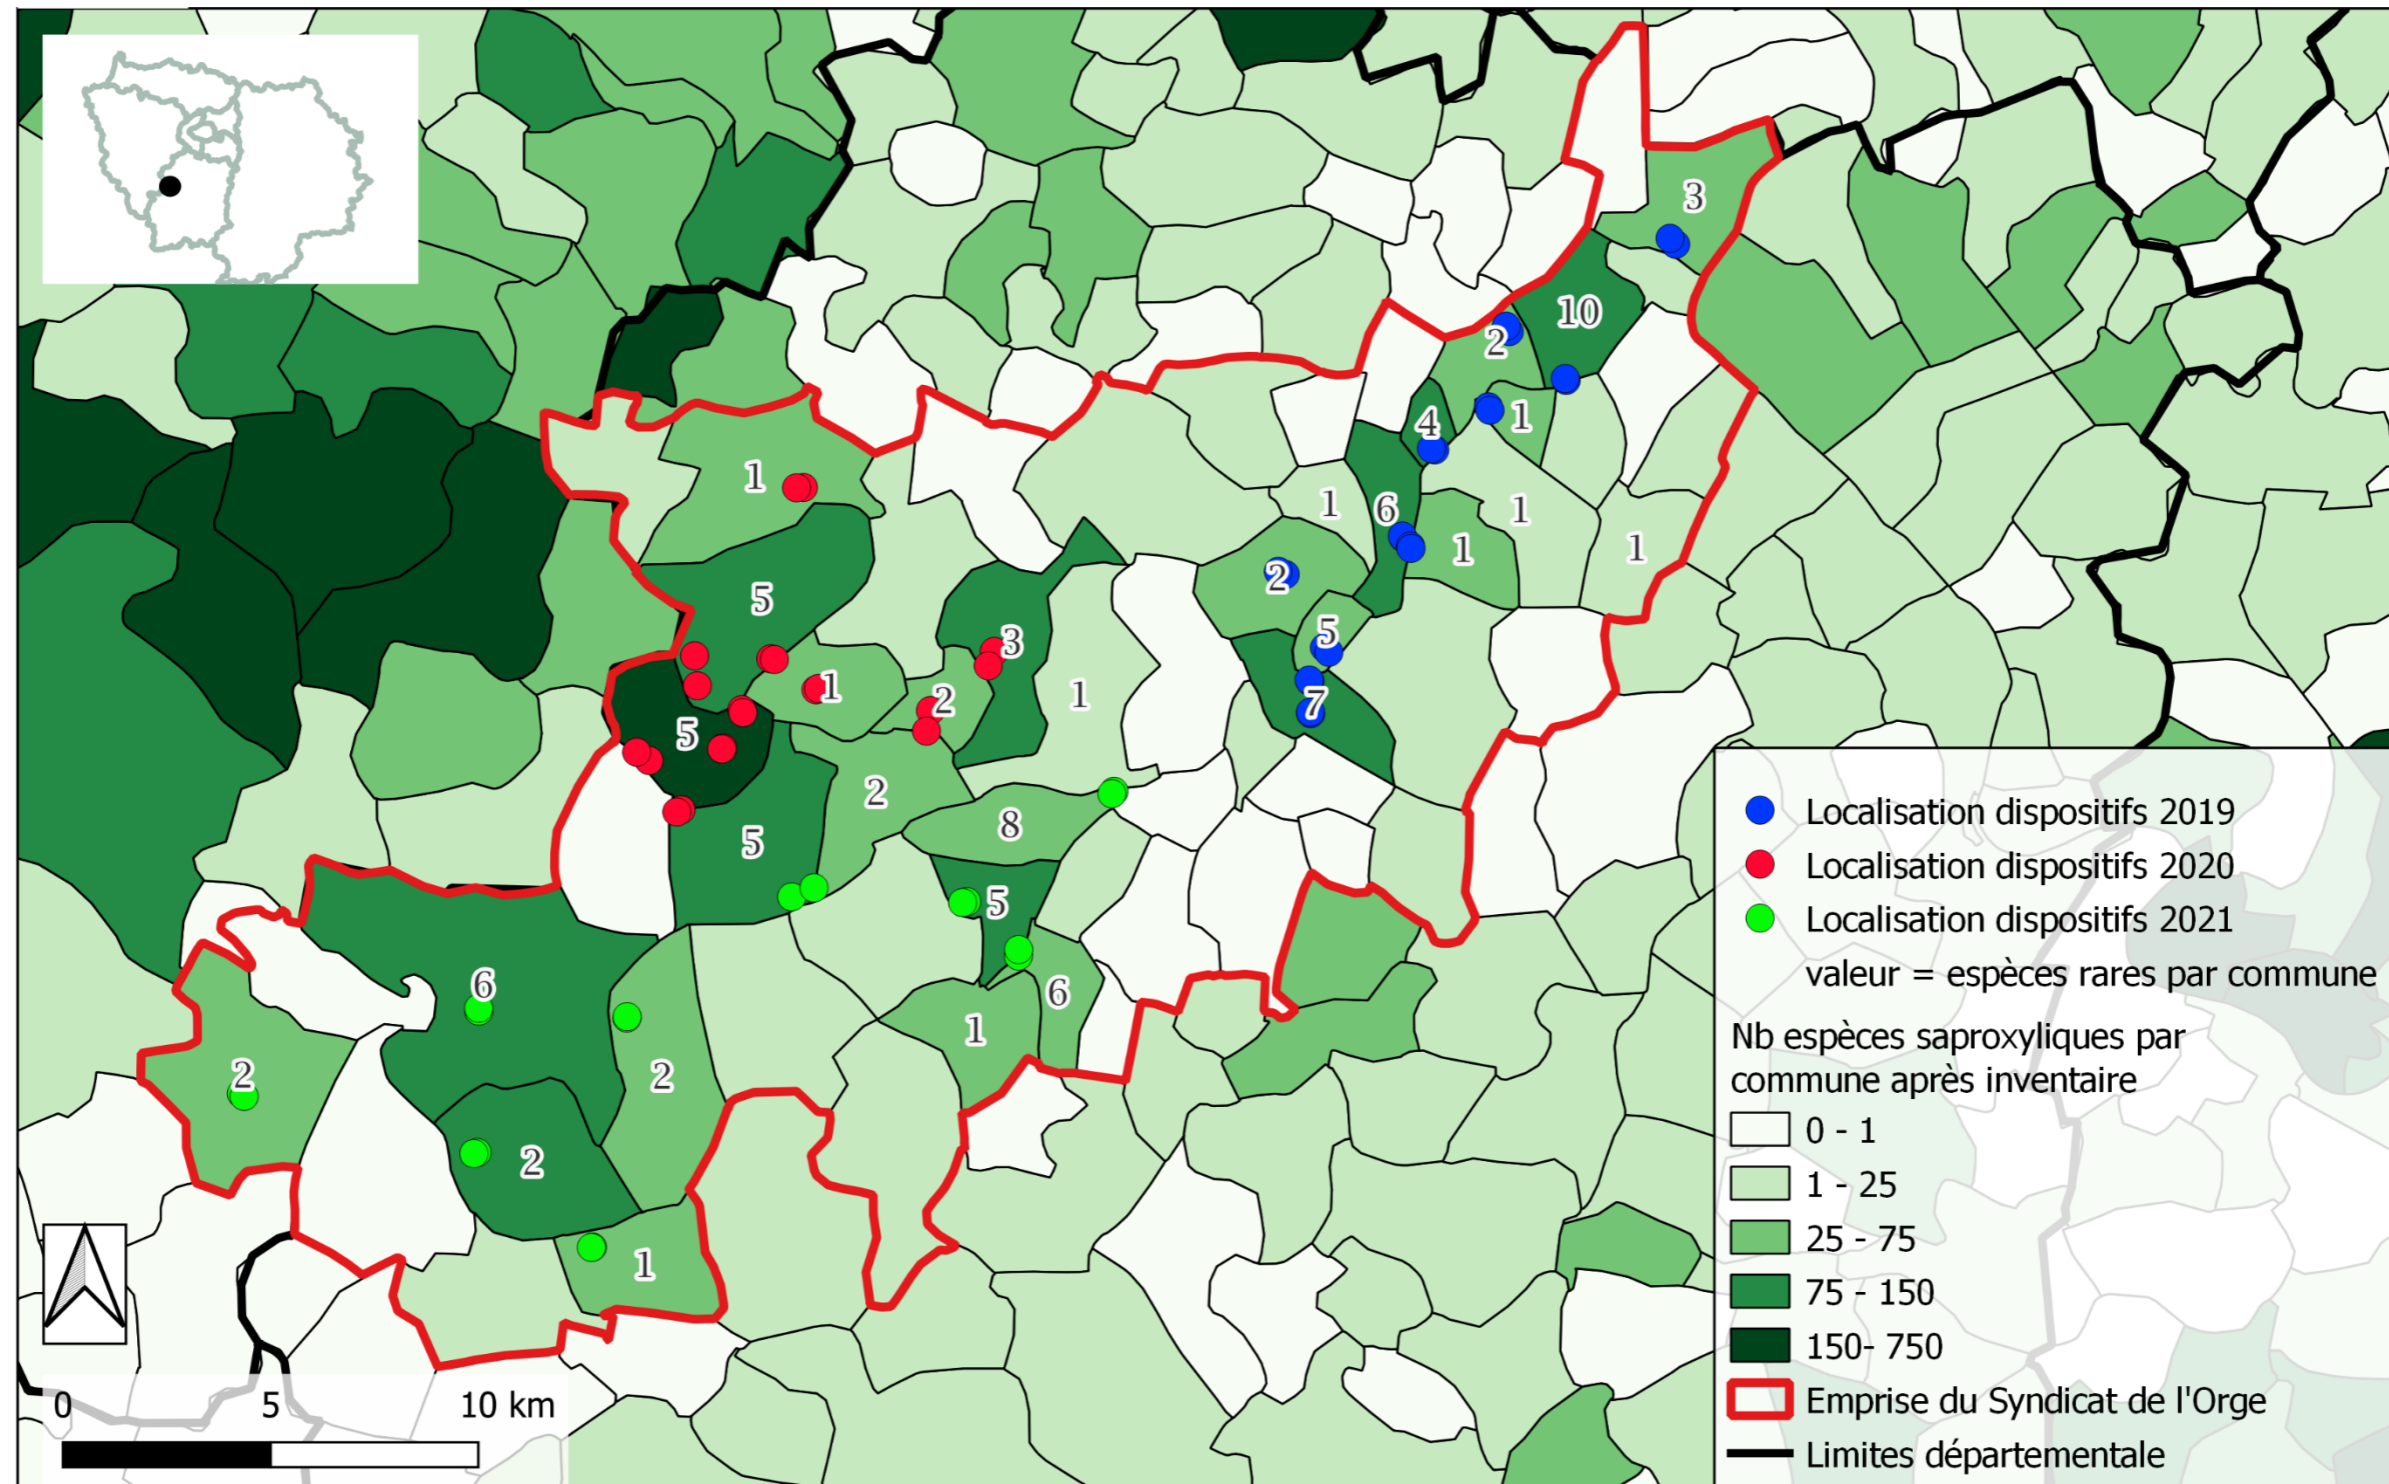 3
10
2
4
1
1
6
1
1
1
1
2
5
3
5
1
2
1
7
5
2
8
5
5
6
6
1
2
2
2
1
Localisation dispositifs 2019
Localisation dispositifs 2020
Localisation dispositifs 2021
valeur = espèces rares par commune
Nb espèces saproxyliques par
commune après inventaire
0 - 1
1 - 25
25 - 75
75 - 150
150- 750
Emprise du Syndicat de l'Orge
Limites départementale
0 5 10 km